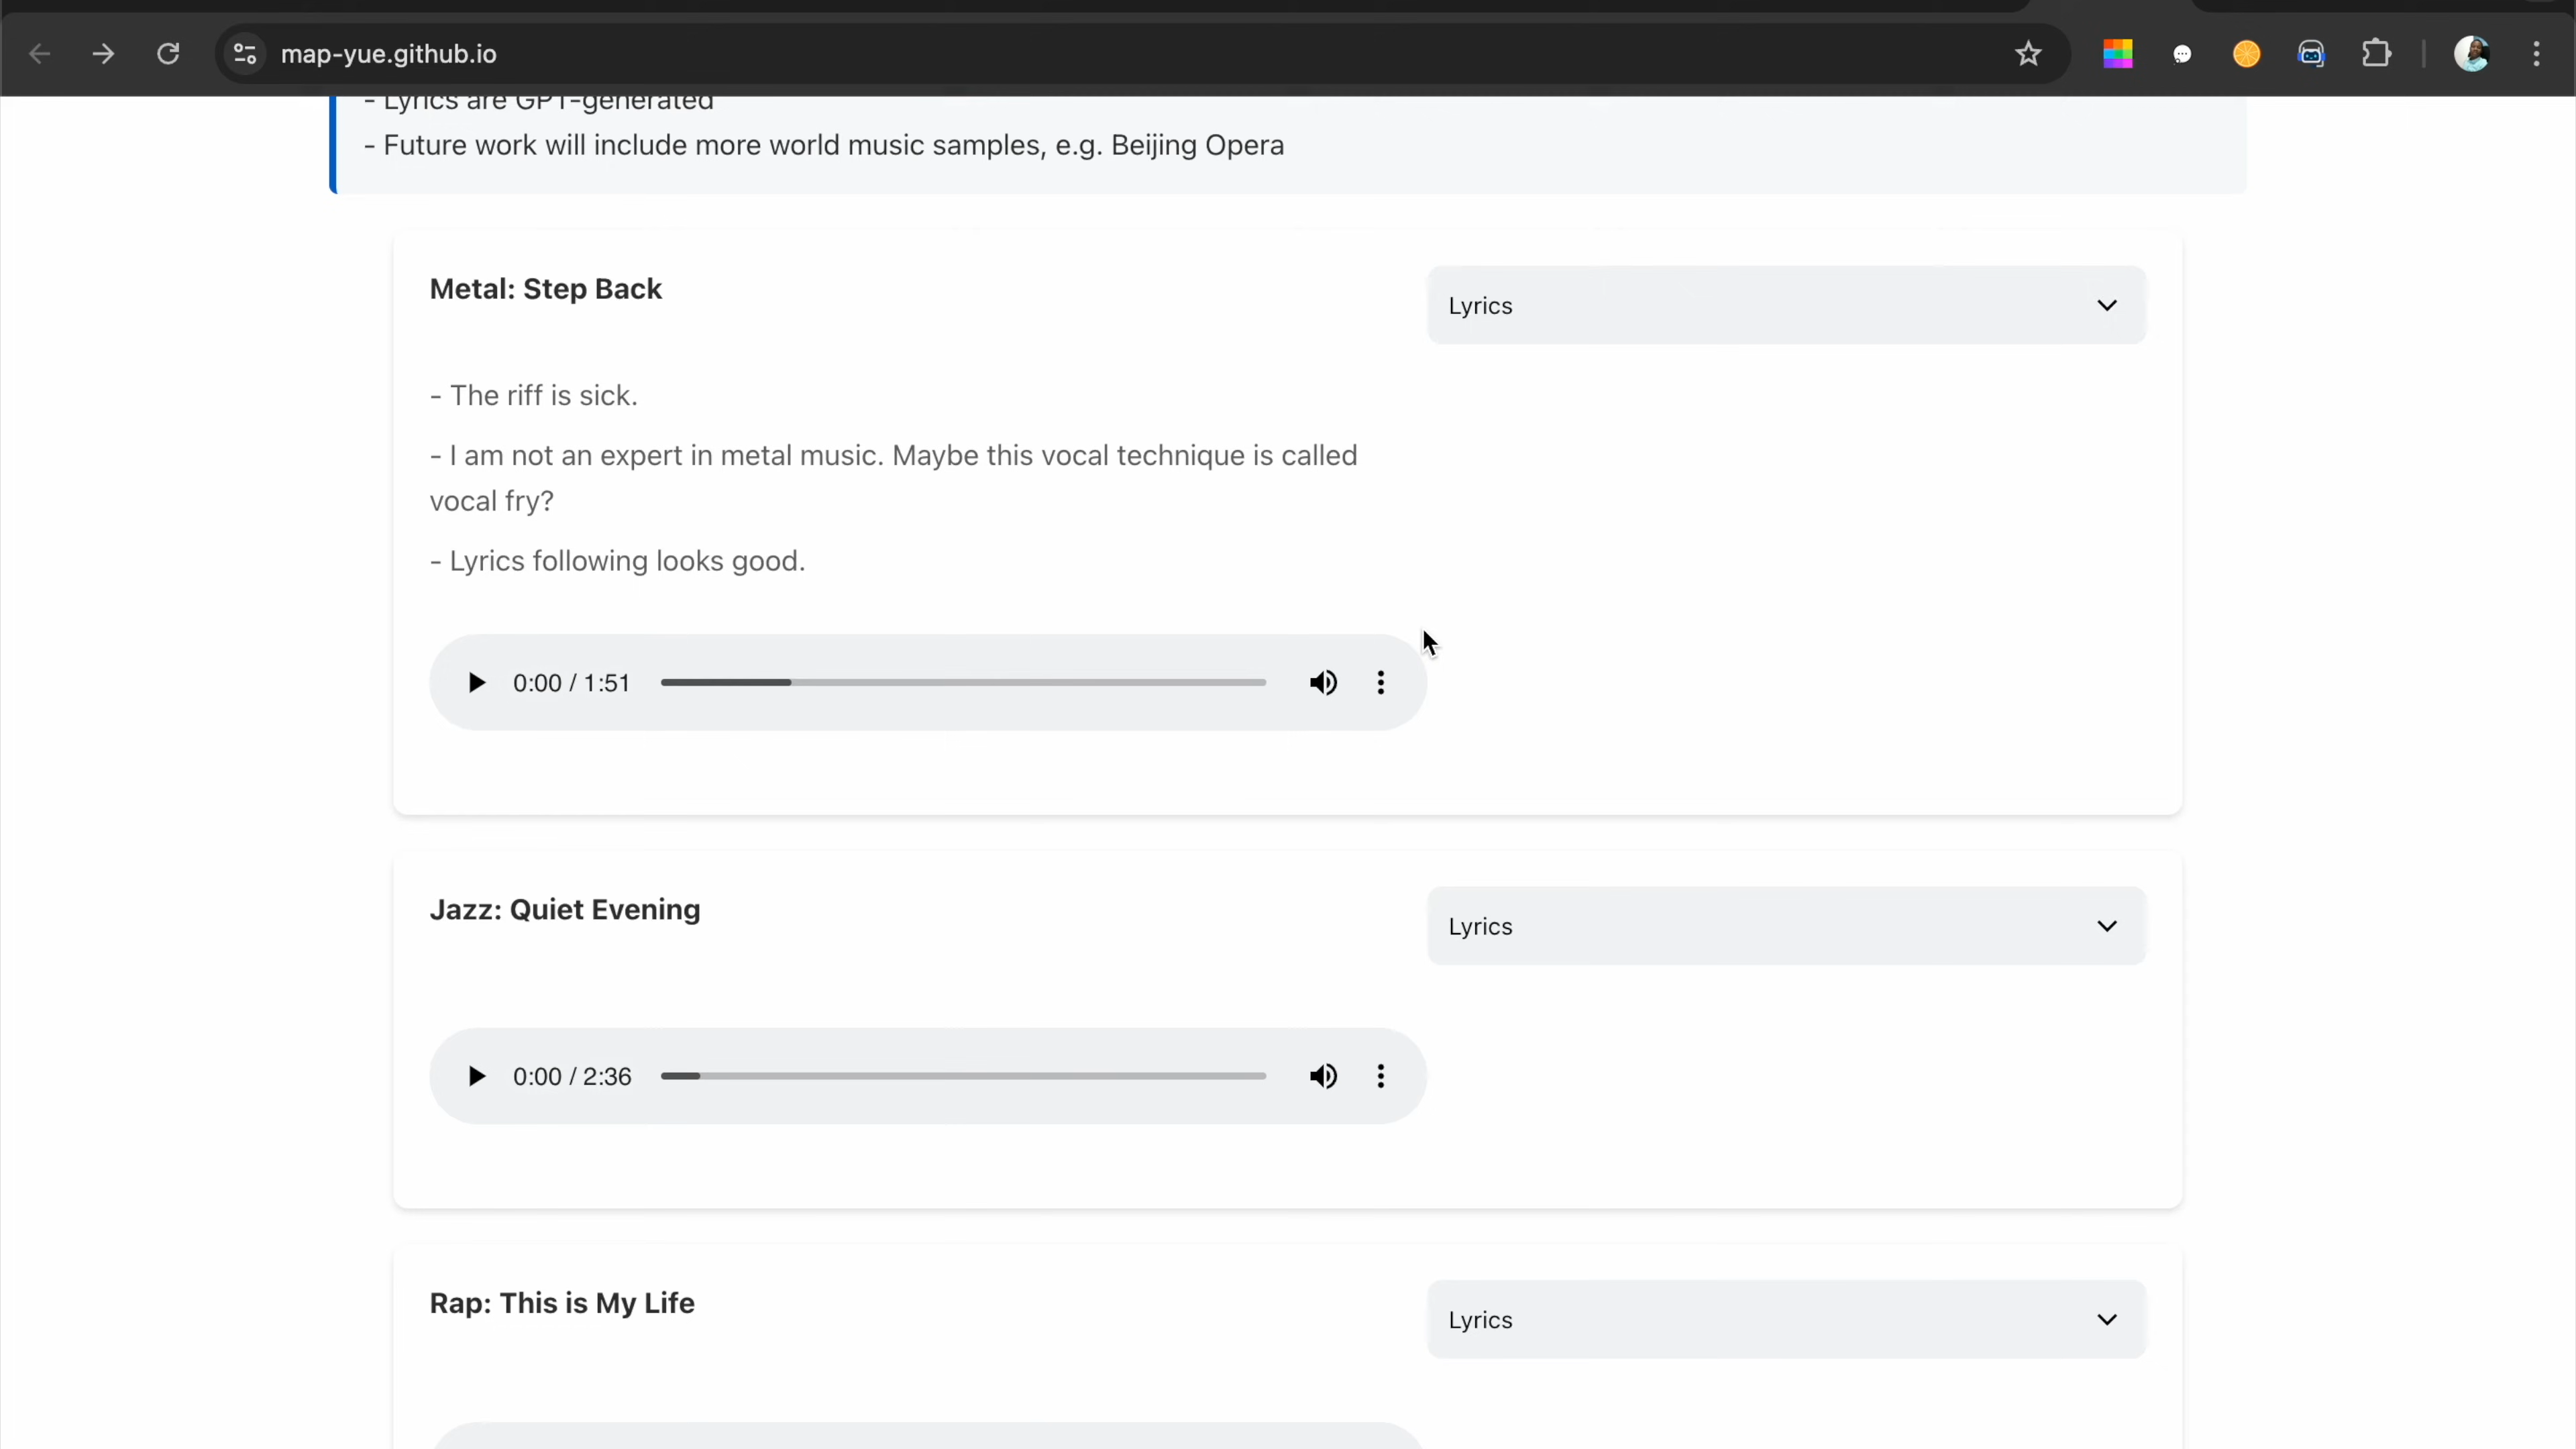 map-yue.github.io
- Lyrics are GPT-generated
- Future work will include more world music samples, e.g. Beijing Opera
Metal: Step Back
Lyrics
- The riff is sick.
- I am not an expert in metal music. Maybe this vocal technique is called
vocal fry?
- Lyrics following looks good.
0:00 / 1:51
Jazz: Quiet Evening
Lyrics
0:00 / 2:36
Rap: This is My Life
Lyrics